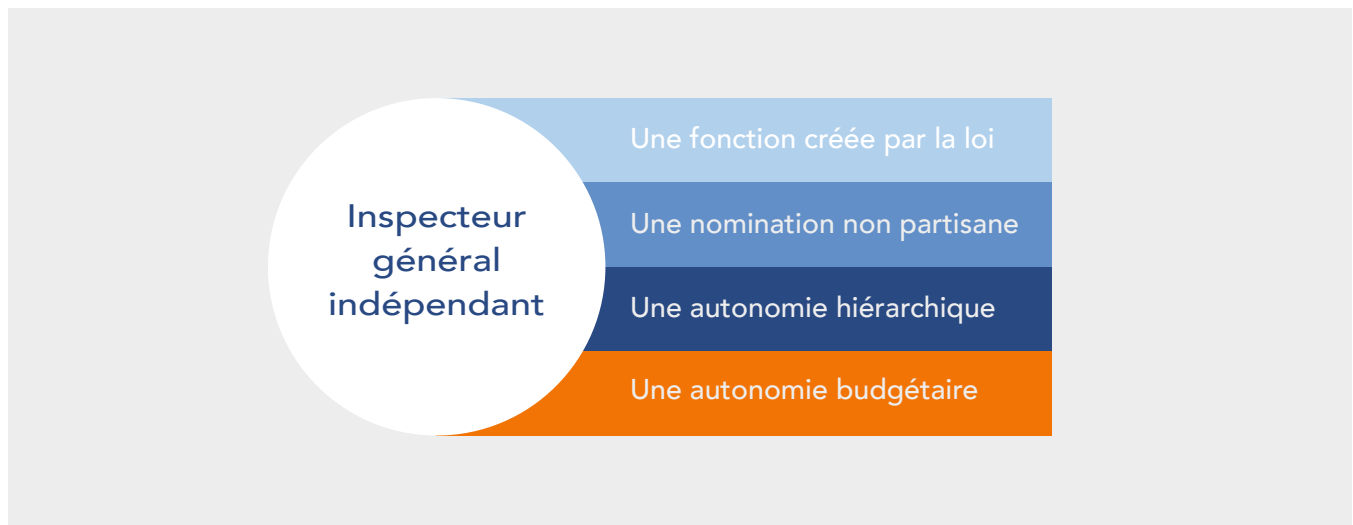 Inspecteur
général
indépendant
Une fonction créée par la loi
Une nomination non partisane
Une autonomie hiérarchique
Une autonomie budgétaire